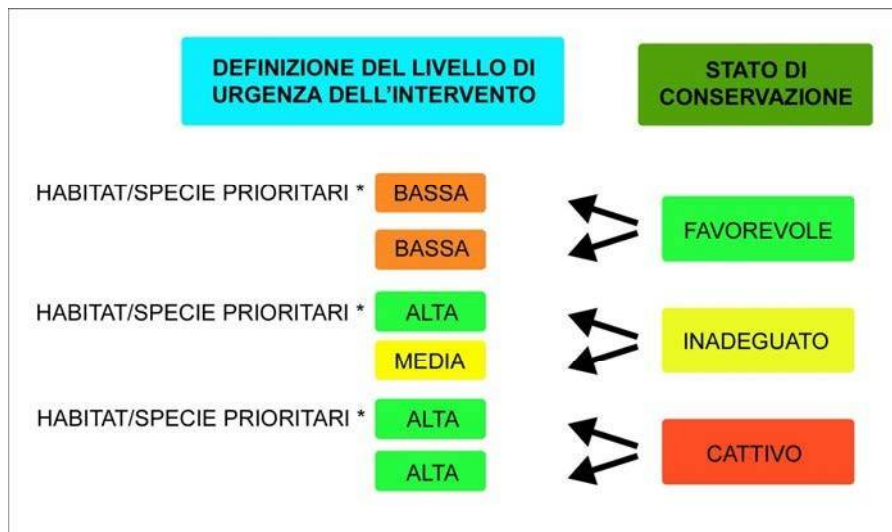 DEFINIZIONE DEL LIVELLO DI
URGENZA DELL'INTERVENTO
STATO DI
CONSERVAZIONE
HABITAT/SPECIE PRIORITARI * BASSA
BASSA
FAVOREVOLE
HABITAT/SPECIE PRIORITARI * ALTA
MEDIA
INADEGUATO
HABITAT/SPECIE PRIORITARI * ALTA
ALTA
CATTIVO